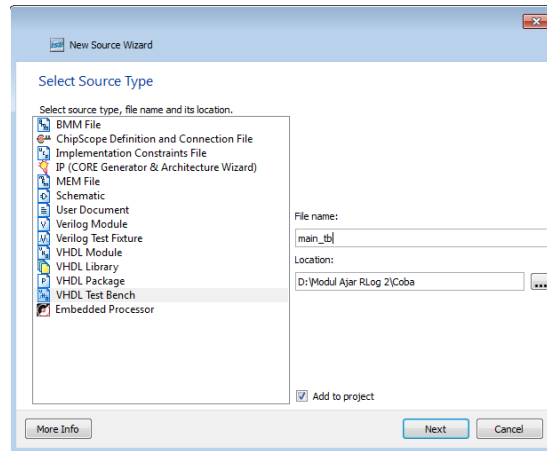 New Source Wizard
Select Source Type
Select source type, file name and its location.
BMM File
ChipScope Definition and Connection File
Implementation Constraints File
IP (CORE Generator & Architecture Wizard)
MEM File
Schematic
User Document
Verilog Module
Verilog Test Fixture
VHDL Module
VHDL Library
VHDL Package
VHDL Test Bench
Embedded Processor
File name:
main_tb
Location:
D:\Modul Ajar RLog 2\Coba
...
Add to project
More Info
Next
Cancel